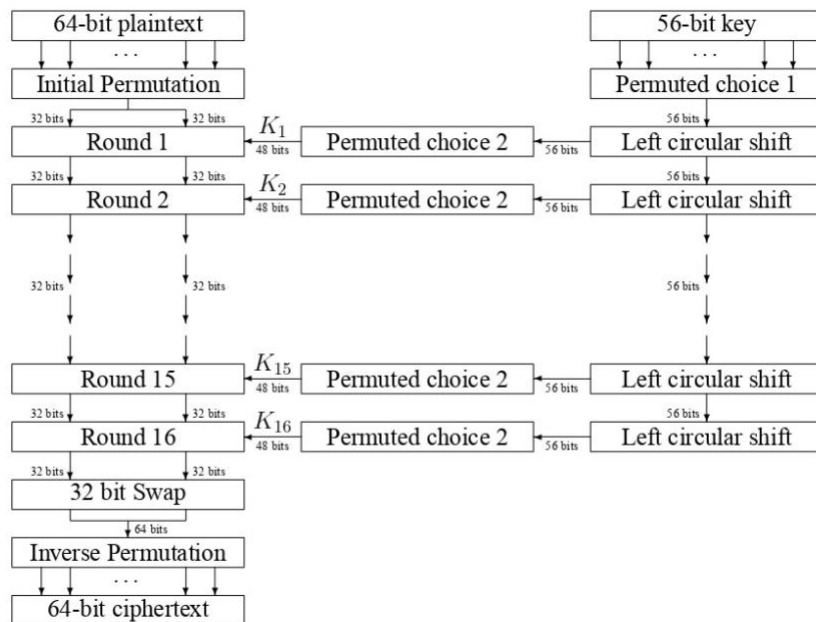 64-bit plaintext 56-bit key
. . . . . .
Initial Permutation Permuted choice 1
32 bits 32 bits 56 bits
K1
Round 1 48 bits Permuted choice 2 56 bits Left circular shift
32 bits 32 bits 56 bits
K2
Round 2 48 bits Permuted choice 2 56 bits Left circular shift
32 bits 32 bits 56 bits
K15
Round 15 48 bits Permuted choice 2 56 bits Left circular shift
32 bits 32 bits 56 bits
K16
Round 16 48 bits Permuted choice 2 56 bits Left circular shift
32 bits 32 bits
32 bit Swap
64 bits
Inverse Permutation
. . .
64-bit ciphertext